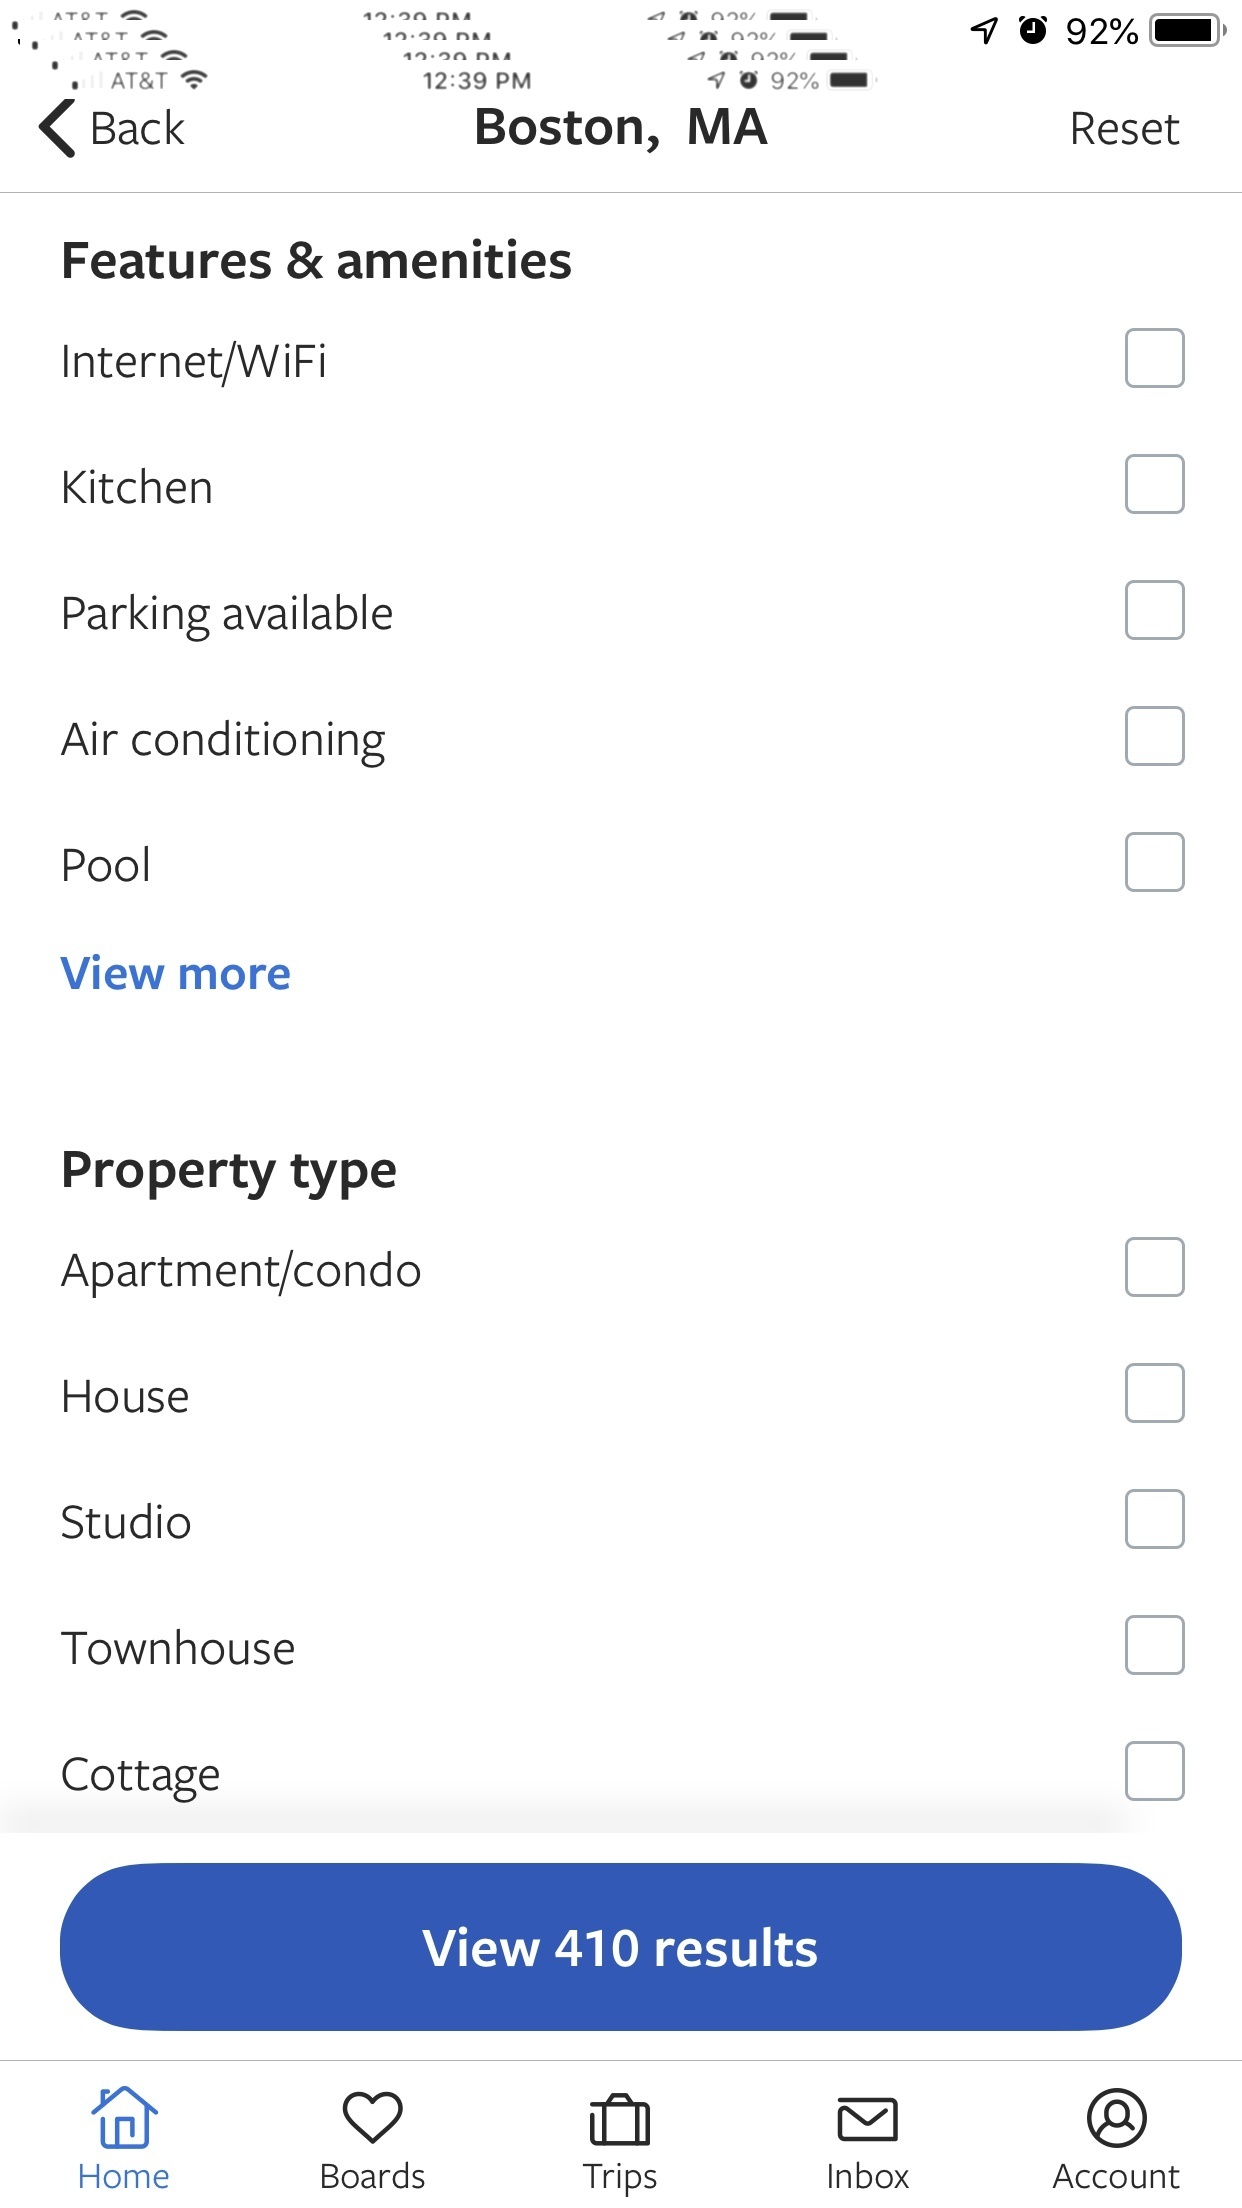 92%
AT&T 12:39 PM 92%
Back Boston, MA Reset
Features & amenities
Internet/WiFi
Kitchen
Parking available
Air conditioning
Pool
View more
Property type
Apartment/condo
House
Studio
Townhouse
Cottage
View 410 results
Home Boards Trips Inbox Account